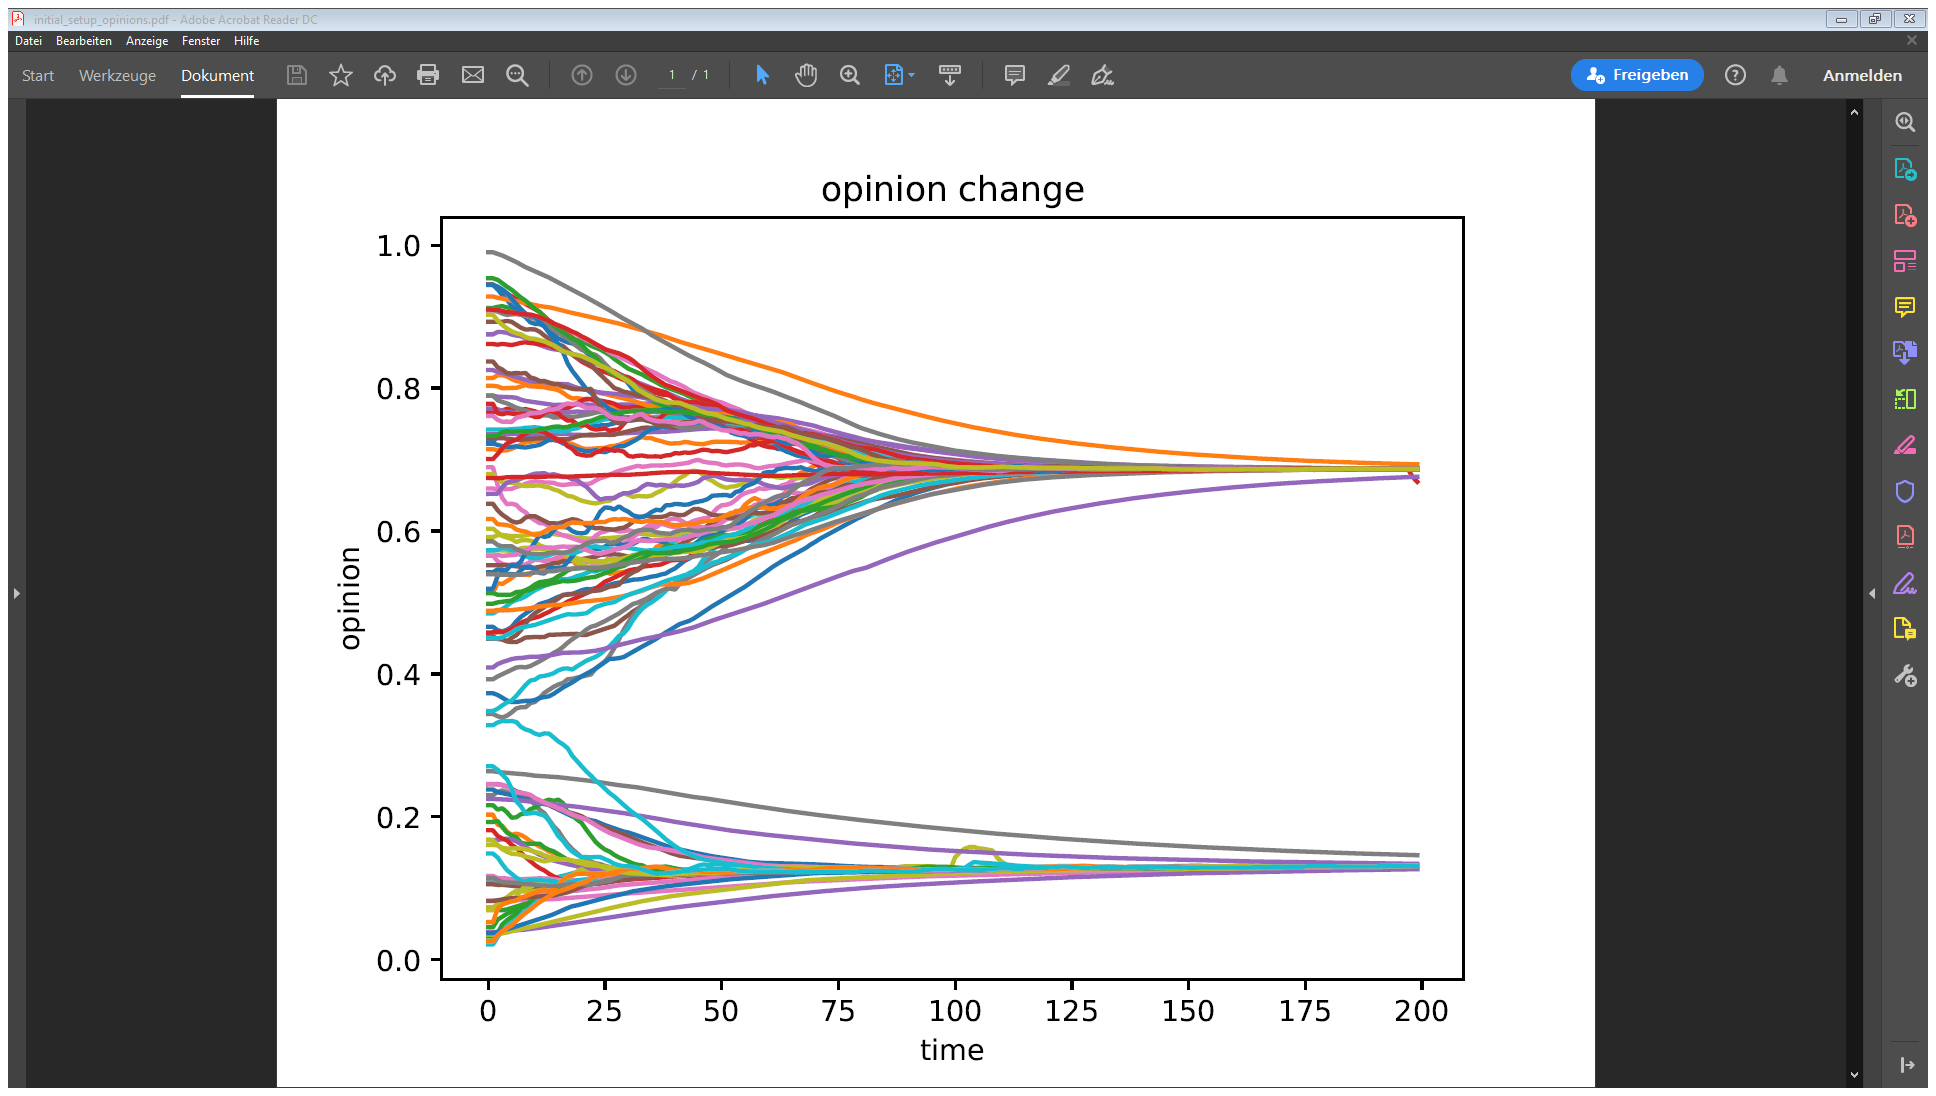 initial_setup_opinions.pdf - Adobe Acrobat Reader DC
Datei Bearbeiten Anzeige Fenster Hilfe
Start Werkzeuge Dokument 1 / 1 Freigeben ? Anmelden
opinion change
1.0
0.8
0.6
0.4
0.2
0.0
opinion
0 25 50 75 100 125 150 175 200
time